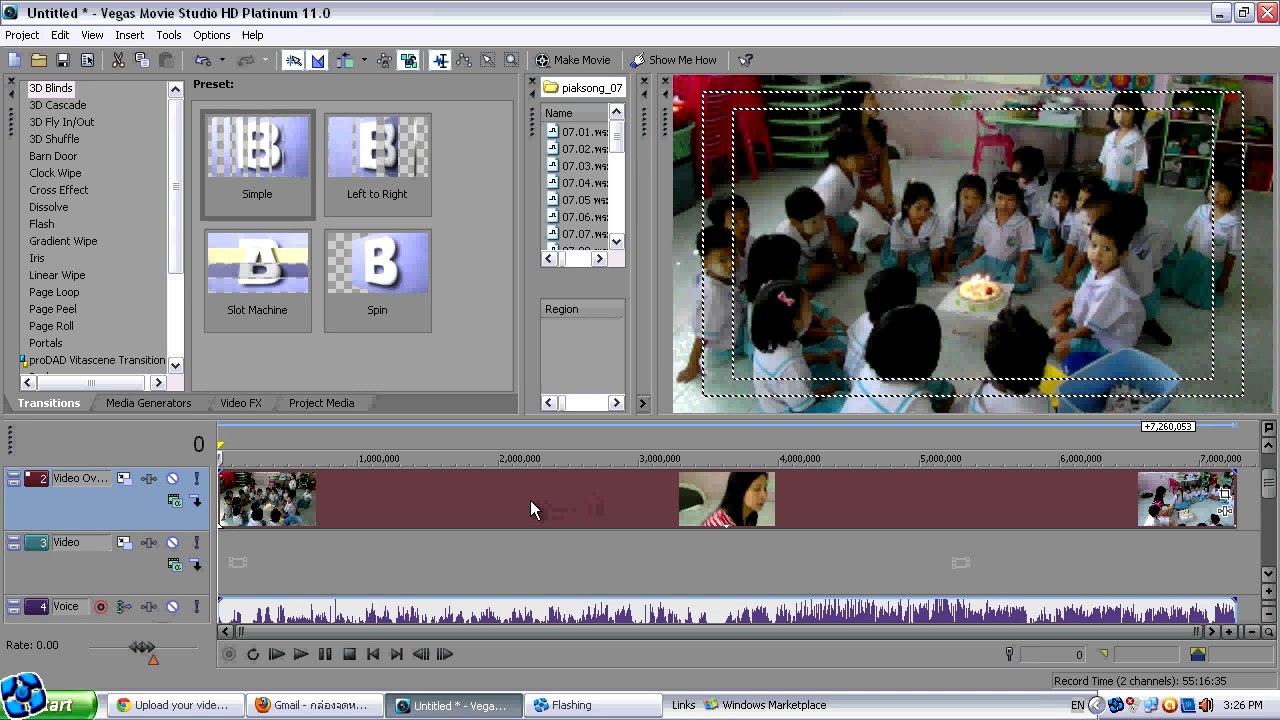 Untitled * - Vegas Movie Studio HD Platinum 11.0
Project Edit View Insert Tools Options Help
Make Movie Show Me How
3D Blinds
3D Cascade
3D Fly In/Out
3D Shuffle
Barn Door
Clock Wipe
Cross Effect
Dissolve
Flash
Gradient Wipe
Iris
Linear Wipe
Page Loop
Page Peel
Page Roll
Portals
proDAD Vitascene Transition
Preset:
Simple
Left to Right
Slot Machine
Spin
Transitions Media Generators Video FX Project Media
piaksong_07
Name
07.01.พระ
07.02.
07.03.
07.04.
07.05
07.06.
07.07.
Region
+7,260,053
0
1,000,000 2,000,000 3,000,000 4,000,000 5,000,000 6,000,000 7,000,000
2 Video Ov...
3 Video
4 Voice
Rate: 0.00
0
Record Time (2 channels): 55:16:35
start Upload your vide... Gmail - กล่องจดห... Untitled * - Vega... Flashing Links Windows Marketplace EN 3:26 PM